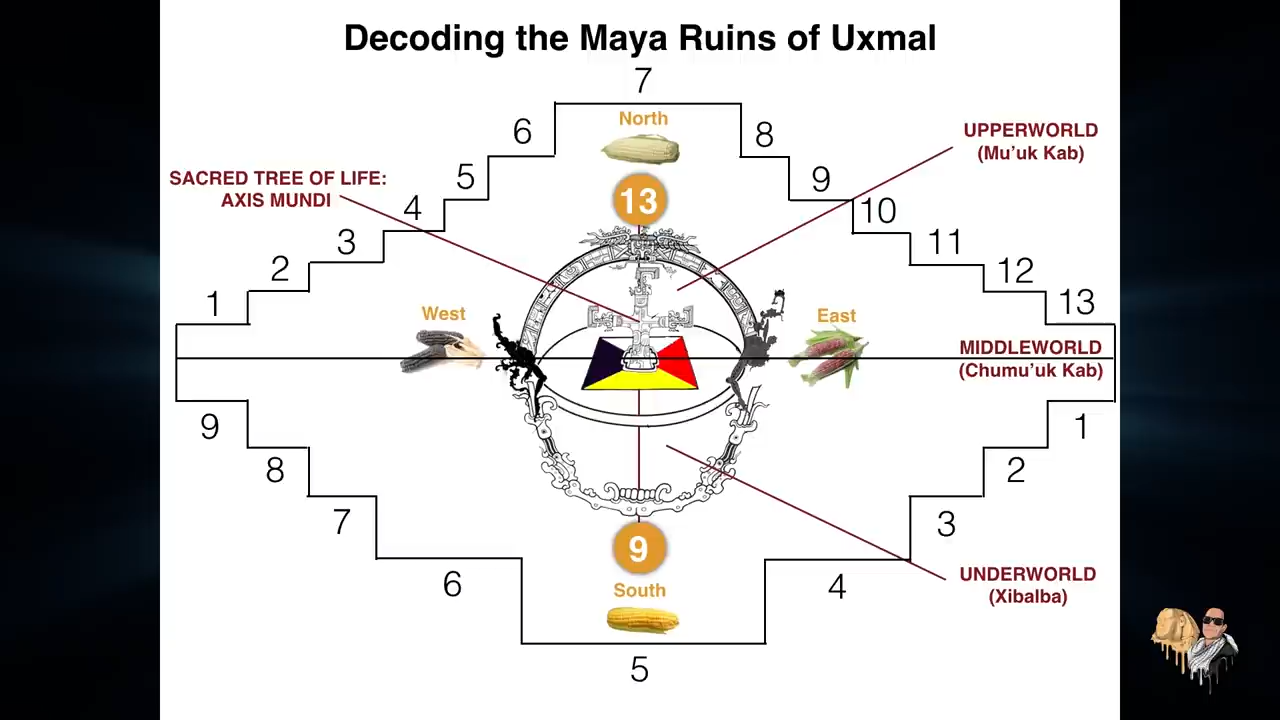 Decoding the Maya Ruins of Uxmal
7
North
6
8
UPPERWORLD
(Mu'uk Kab)
SACRED TREE OF LIFE:
AXIS MUNDI
5
9
13
4
10
3
11
2
12
1
13
West
East
MIDDLEWORLD
(Chumu'uk Kab)
9
1
8
2
7
3
9
6
4
UNDERWORLD
(Xibalba)
South
5